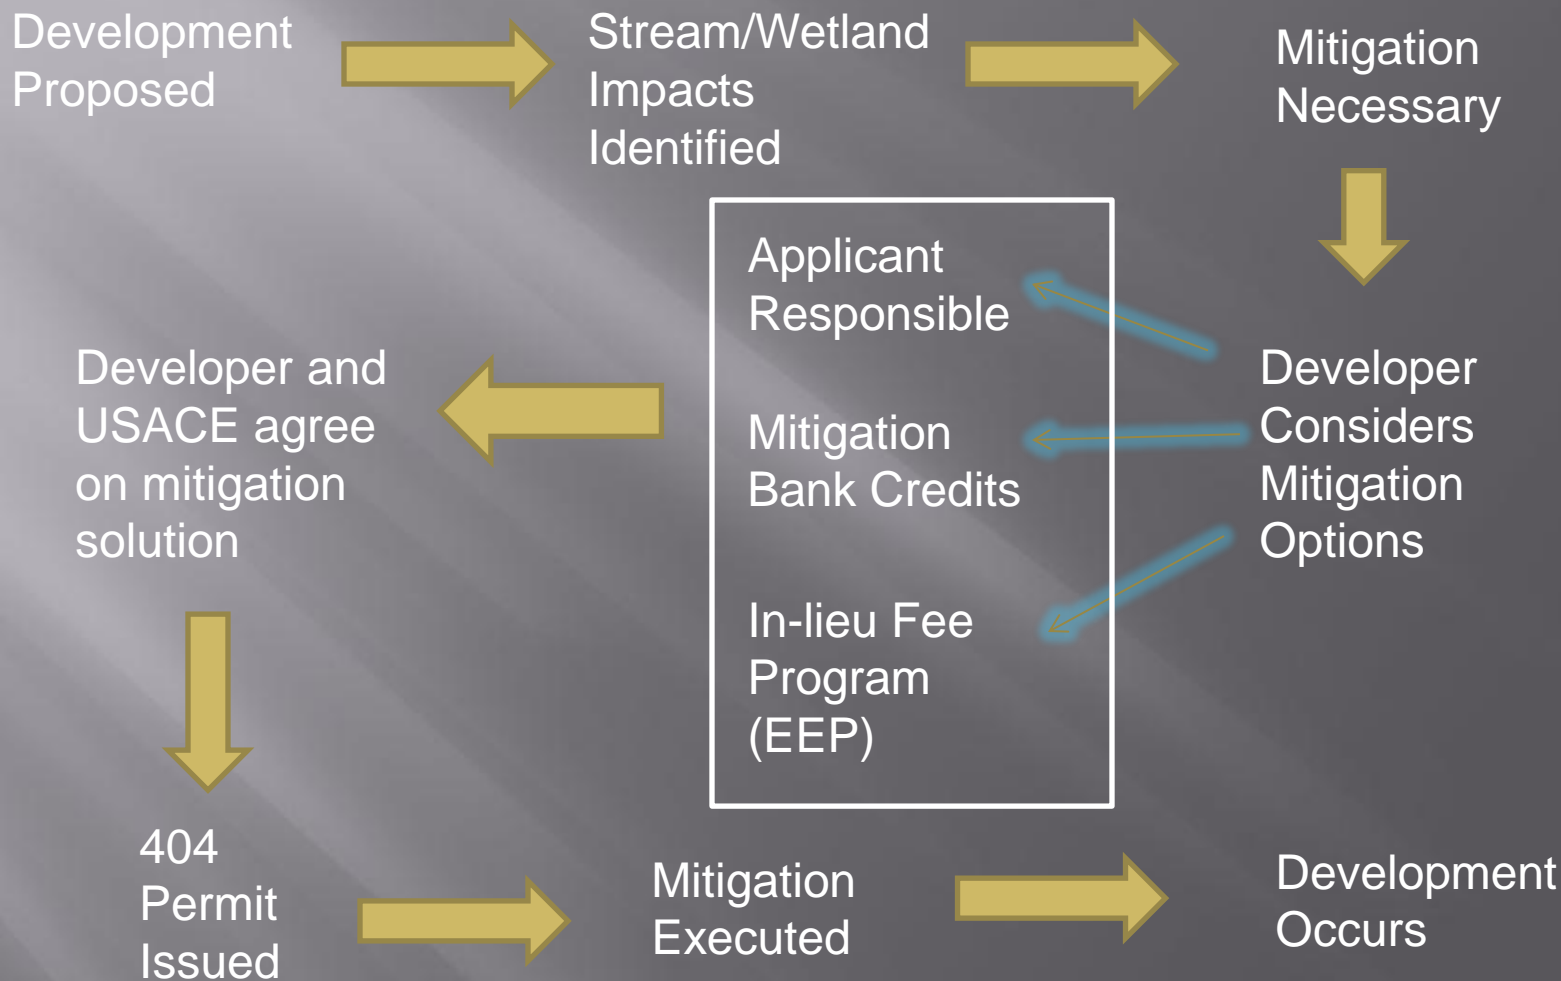 Development
Proposed
Stream/Wetland
Impacts
Identified
Mitigation
Necessary
Developer
Considers
Mitigation
Options
Applicant
Responsible
Mitigation
Bank Credits
In-lieu Fee
Program
(EEP)
Developer and
USACE agree
on mitigation
solution
404
Permit
Issued
Mitigation
Executed
Development
Occurs